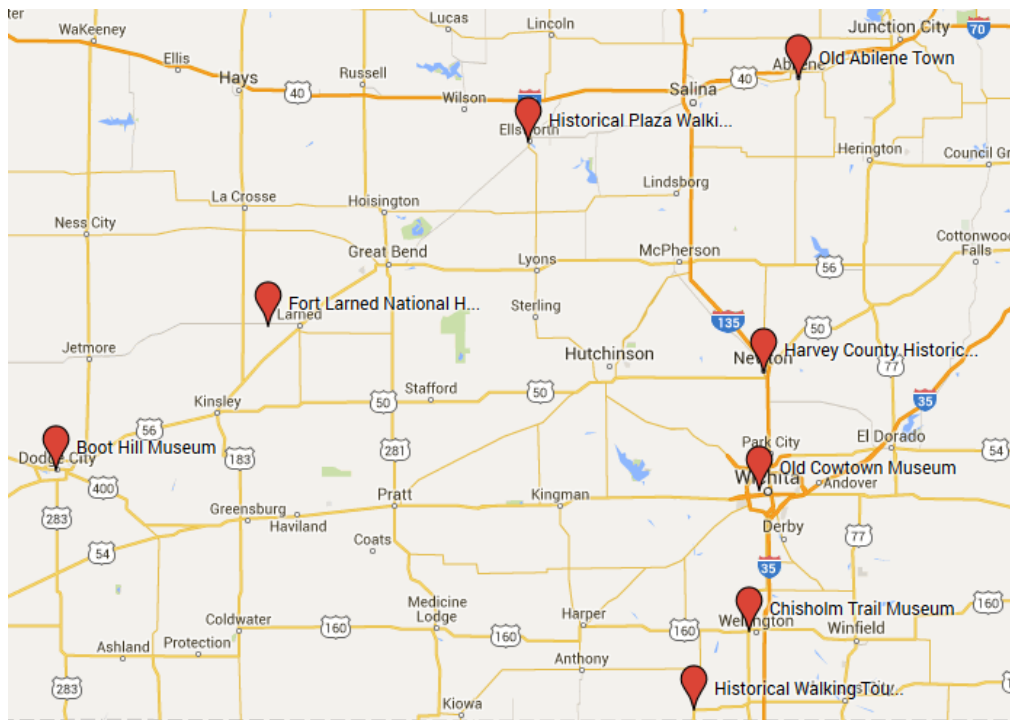 Lucas
Lincoln
ter
WaKeeney
Junction City
70
Ellis
Old Abilene Town
Abilene
Hays
Russell
40
Wilson
Salina
40
Historical Plaza Walki...
Ellsworth
Herington
Council Gr
Lindsborg
La Crosse
Hoisington
Ness City
Cottonwood
Falls
Great Bend
McPherson
Lyons
56
Fort Larned National H...
Larned
Sterling
135
50
Jetmore
Hutchinson
Newton
Harvey County Historic...
77
Stafford
50
50
35
Kinsley
56
Boot Hill Museum
Dodge City
183
281
Park City
El Dorado
54
Old Cowtown Museum
Wichita
Andover
400
Pratt
Kingman
Greensburg
Haviland
283
Derby
77
54
Coats
35
Medicine
Lodge
Chisholm Trail Museum
160
Harper
Coldwater
160
160
160
Wellington
Winfield
Protection
Ashland
Anthony
283
Historical Walking Tou...
Kiowa